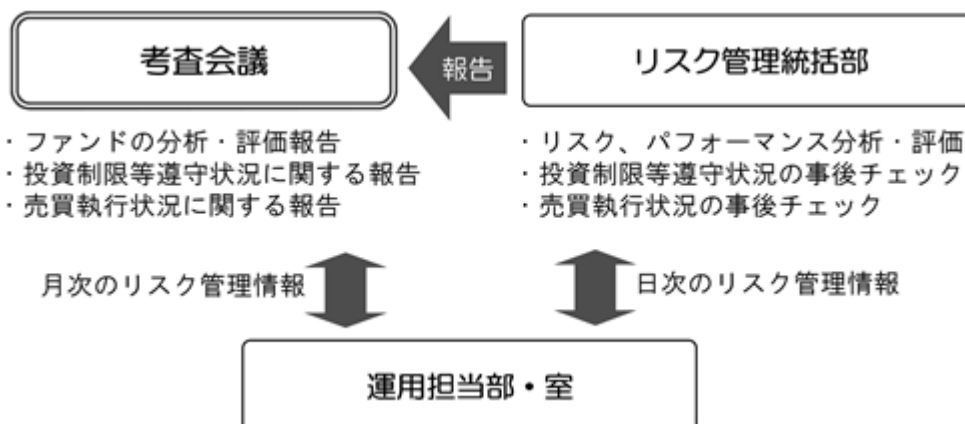 考査会議
報告
リスク管理統括部
・ファンドの分析・評価報告
・投資制限等遵守状況に関する報告
・売買執行状況に関する報告
・リスク、パフォーマンス分析・評価
・投資制限等遵守状況の事後チェック
・売買執行状況の事後チェック
月次のリスク管理情報
日次のリスク管理情報
運用担当部・室